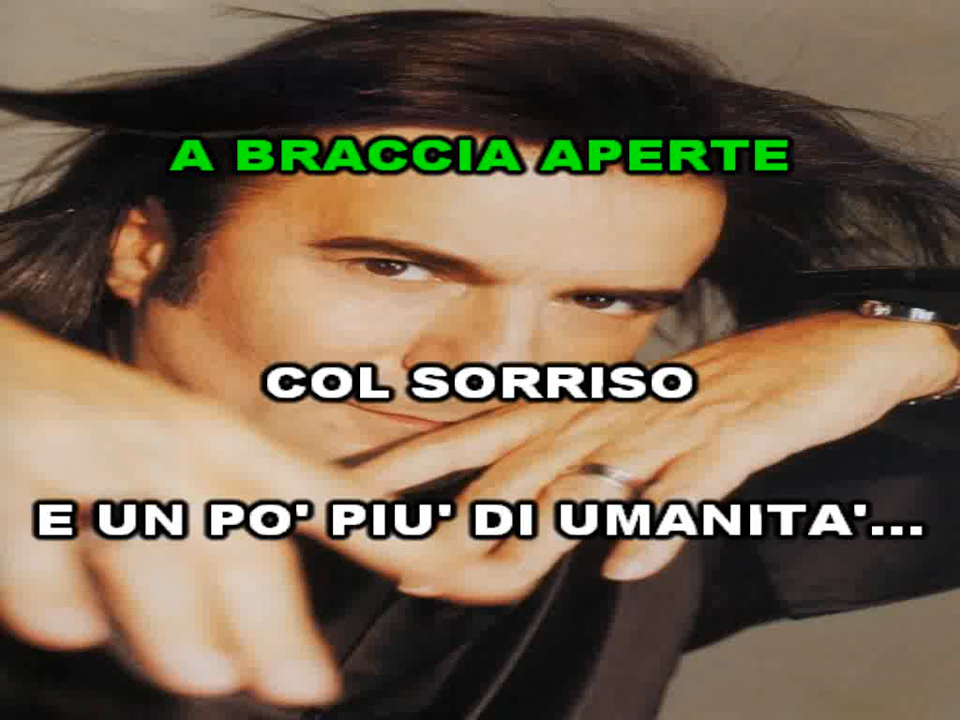 A BRACCIA APERTE
COL SORRISO
E UN PO' PIU' DI UMANITA'...